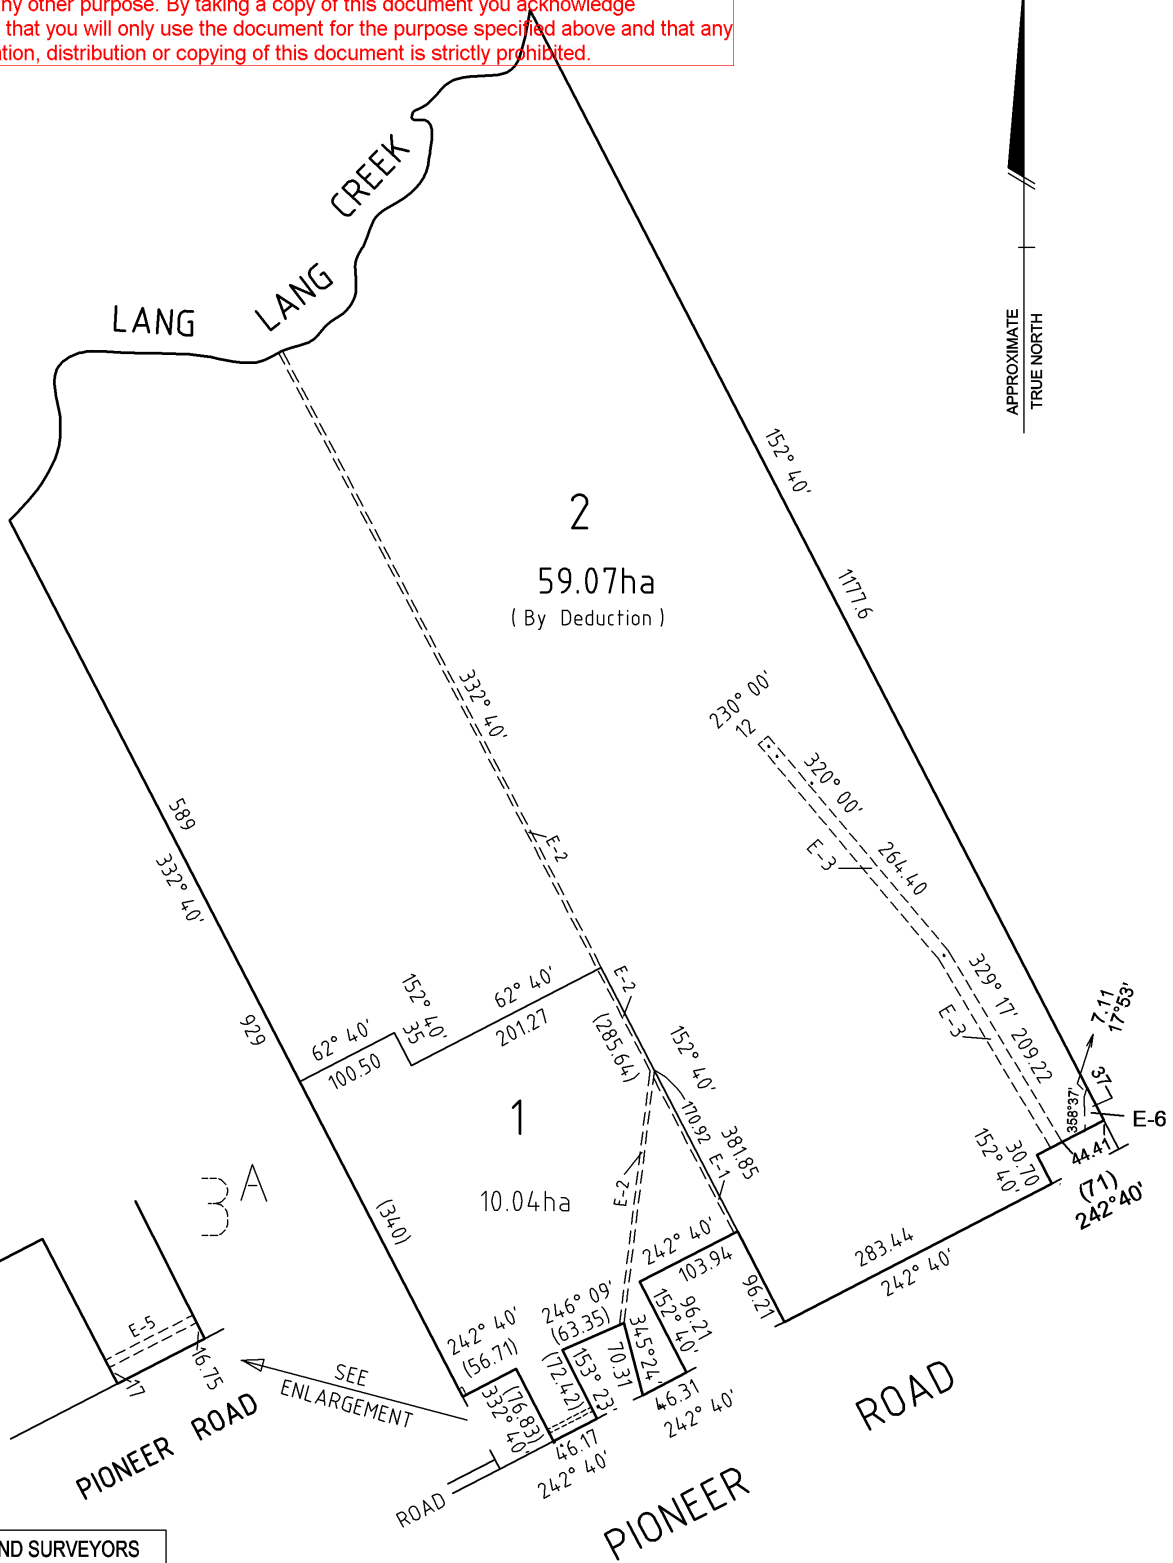 ny other purpose. By taking a copy of this document you acknowledge
that you will only use the document for the purpose specified above and that any
tion, distribution or copying of this document is strictly prohibited.
LANG LANG CREEK
APPROXIMATE
TRUE NORTH
152° 40'
1177.6
2
59.07ha
( By Deduction )
332° 40'
E-2
230° 00'
12
320° 00'
264.40
E-3
329° 17'
209.22
E-3
589
332° 40'
929
62° 40'
100.50
152° 40'
35
62° 40'
201.27
E-2
(285.64)
152° 40'
381.85
170.92
E-1
E-2
1
10.04ha
(340)
7.11
17°53'
37
358°37'
E-6
44.41
(71)
242°40'
30.70
152° 40'
283.44
242° 40'
242° 40'
103.94
96.21
96.21
152° 40'
246° 09'
(63.35)
345°24'
70.37
46.31
242° 40'
242° 40'
(56.71)
(76.83)
332° 40'
(72.42)
153° 23'
46.17
242° 40'
3A
E-5
16.75
17
SEE
ENLARGEMENT
PIONEER ROAD
ROAD
PIONEER ROAD
ND SURVEYORS